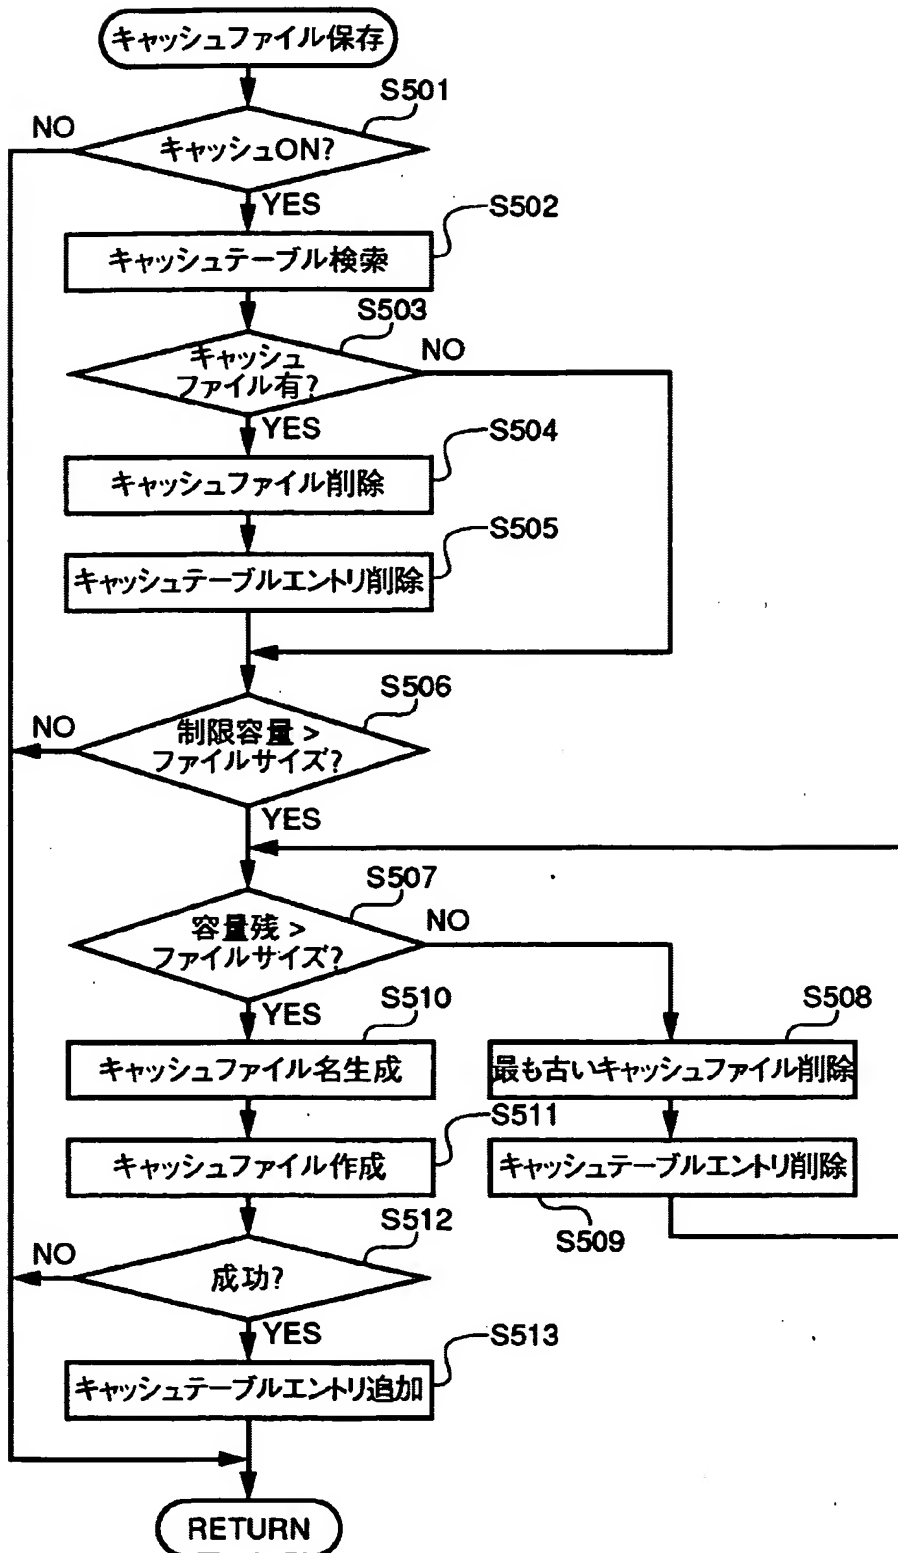 キャッシュファイル保存
S501
NO
キャッシュON?
YES
S502
キャッシュテーブル検索
S503
キャッシュ
ファイル有?
NO
YES
S504
キャッシュファイル削除
S505
キャッシュテーブルエントリ削除
S506
NO
制限容量 >
ファイルサイズ?
YES
S507
容量残 >
ファイルサイズ?
NO
YES
S510
キャッシュファイル名生成
S508
最も古いキャッシュファイル削除
S511
キャッシュファイル作成
キャッシュテーブルエントリ削除
S509
S512
NO
成功?
YES
S513
キャッシュテーブルエントリ追加
RETURN